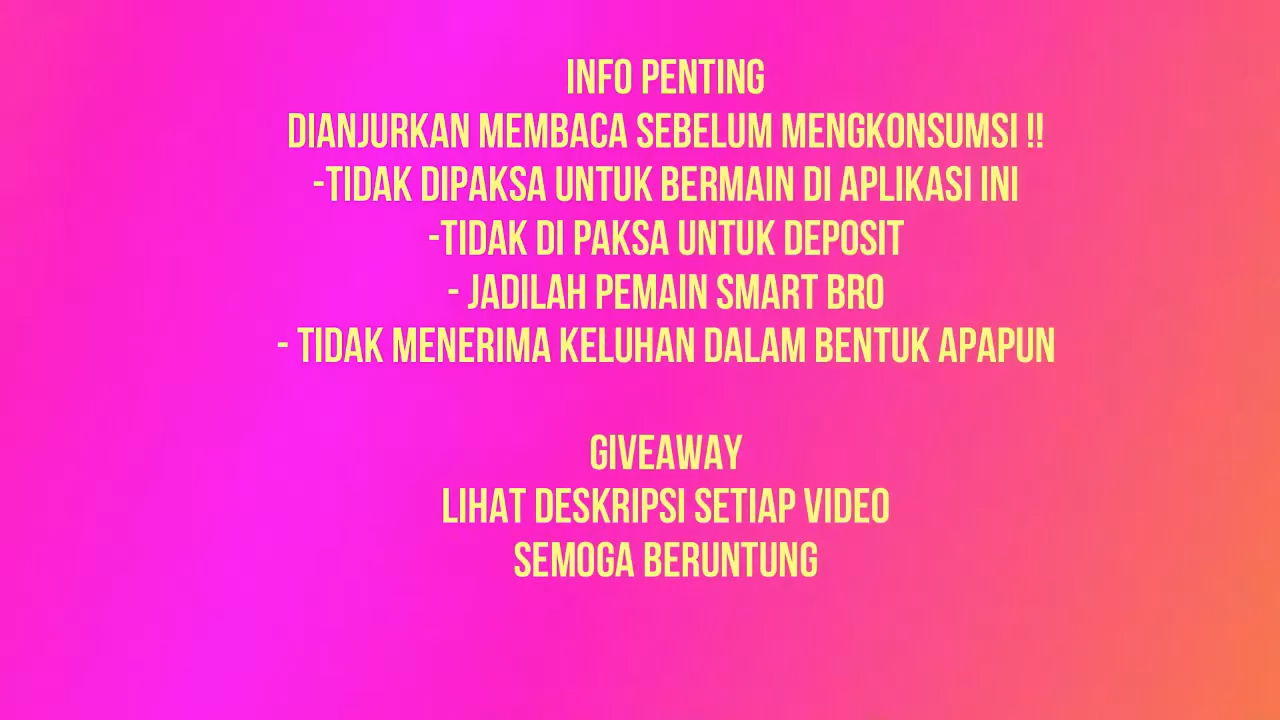 INFO PENTING
DIANJURKAN MEMBACA SEBELUM MENGKONSUMSI !!
-TIDAK DIPAKSA UNTUK BERMAIN DI APLIKASI INI
-TIDAK DI PAKSA UNTUK DEPOSIT
- JADILAH PEMAIN SMART BRO
- TIDAK MENERIMA KELUHAN DALAM BENTUK APAPUN
GIVEAWAY
LIHAT DESKRIPSI SETIAP VIDEO
SEMOGA BERUNTUNG